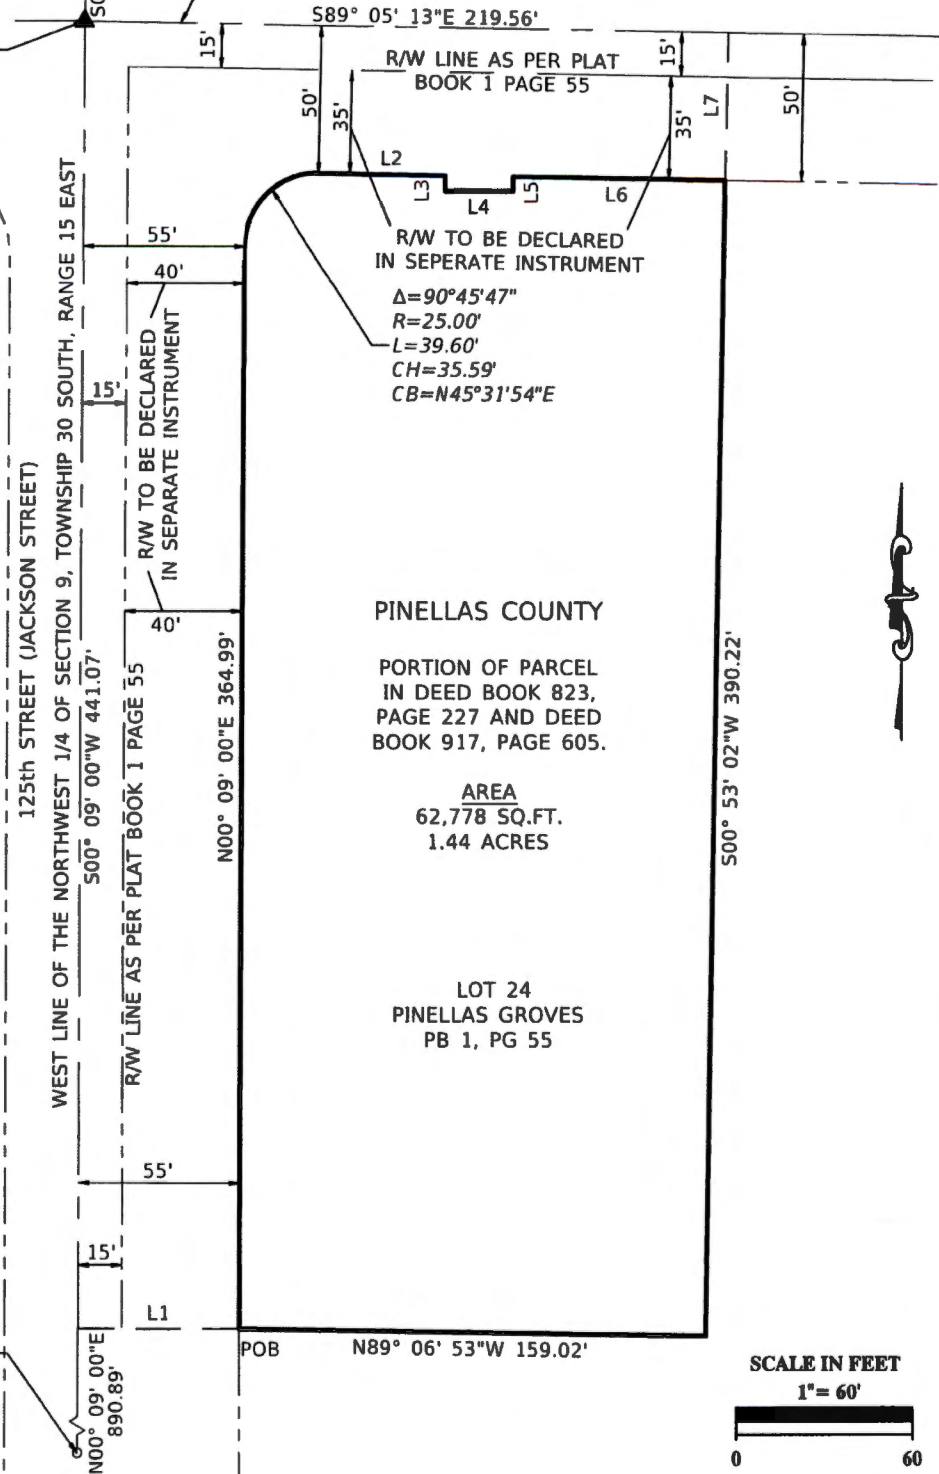 S0
S89° 05' 13"E 219.56'
15'
R/W LINE AS PER PLAT
BOOK 1 PAGE 55
15'
50'
35'
35'
L7
50'
L2
L3
L4
L5
L6
R/W TO BE DECLARED
IN SEPERATE INSTRUMENT
55'
40'
Δ=90°45'47"
R=25.00'
L=39.60'
CH=35.59'
CB=N45°31'54"E
15'
R/W TO BE DECLARED
IN SEPARATE INSTRUMENT
40'
125th STREET (JACKSON STREET)
WEST LINE OF THE NORTHWEST 1/4 OF SECTION 9, TOWNSHIP 30 SOUTH, RANGE 15 EAST
S00° 09' 00"W 441.07'
R/W LINE AS PER PLAT BOOK 1 PAGE 55
N00° 09' 00"E 364.99'
PINELLAS COUNTY
PORTION OF PARCEL
IN DEED BOOK 823,
PAGE 227 AND DEED
BOOK 917, PAGE 605.
AREA
62,778 SQ.FT.
1.44 ACRES
S00° 53' 02"W 390.22'
LOT 24
PINELLAS GROVES
PB 1, PG 55
55'
15'
L1
POB
N89° 06' 53"W 159.02'
N00° 09' 00"E
890.89'
SCALE IN FEET
1"= 60'
0
60